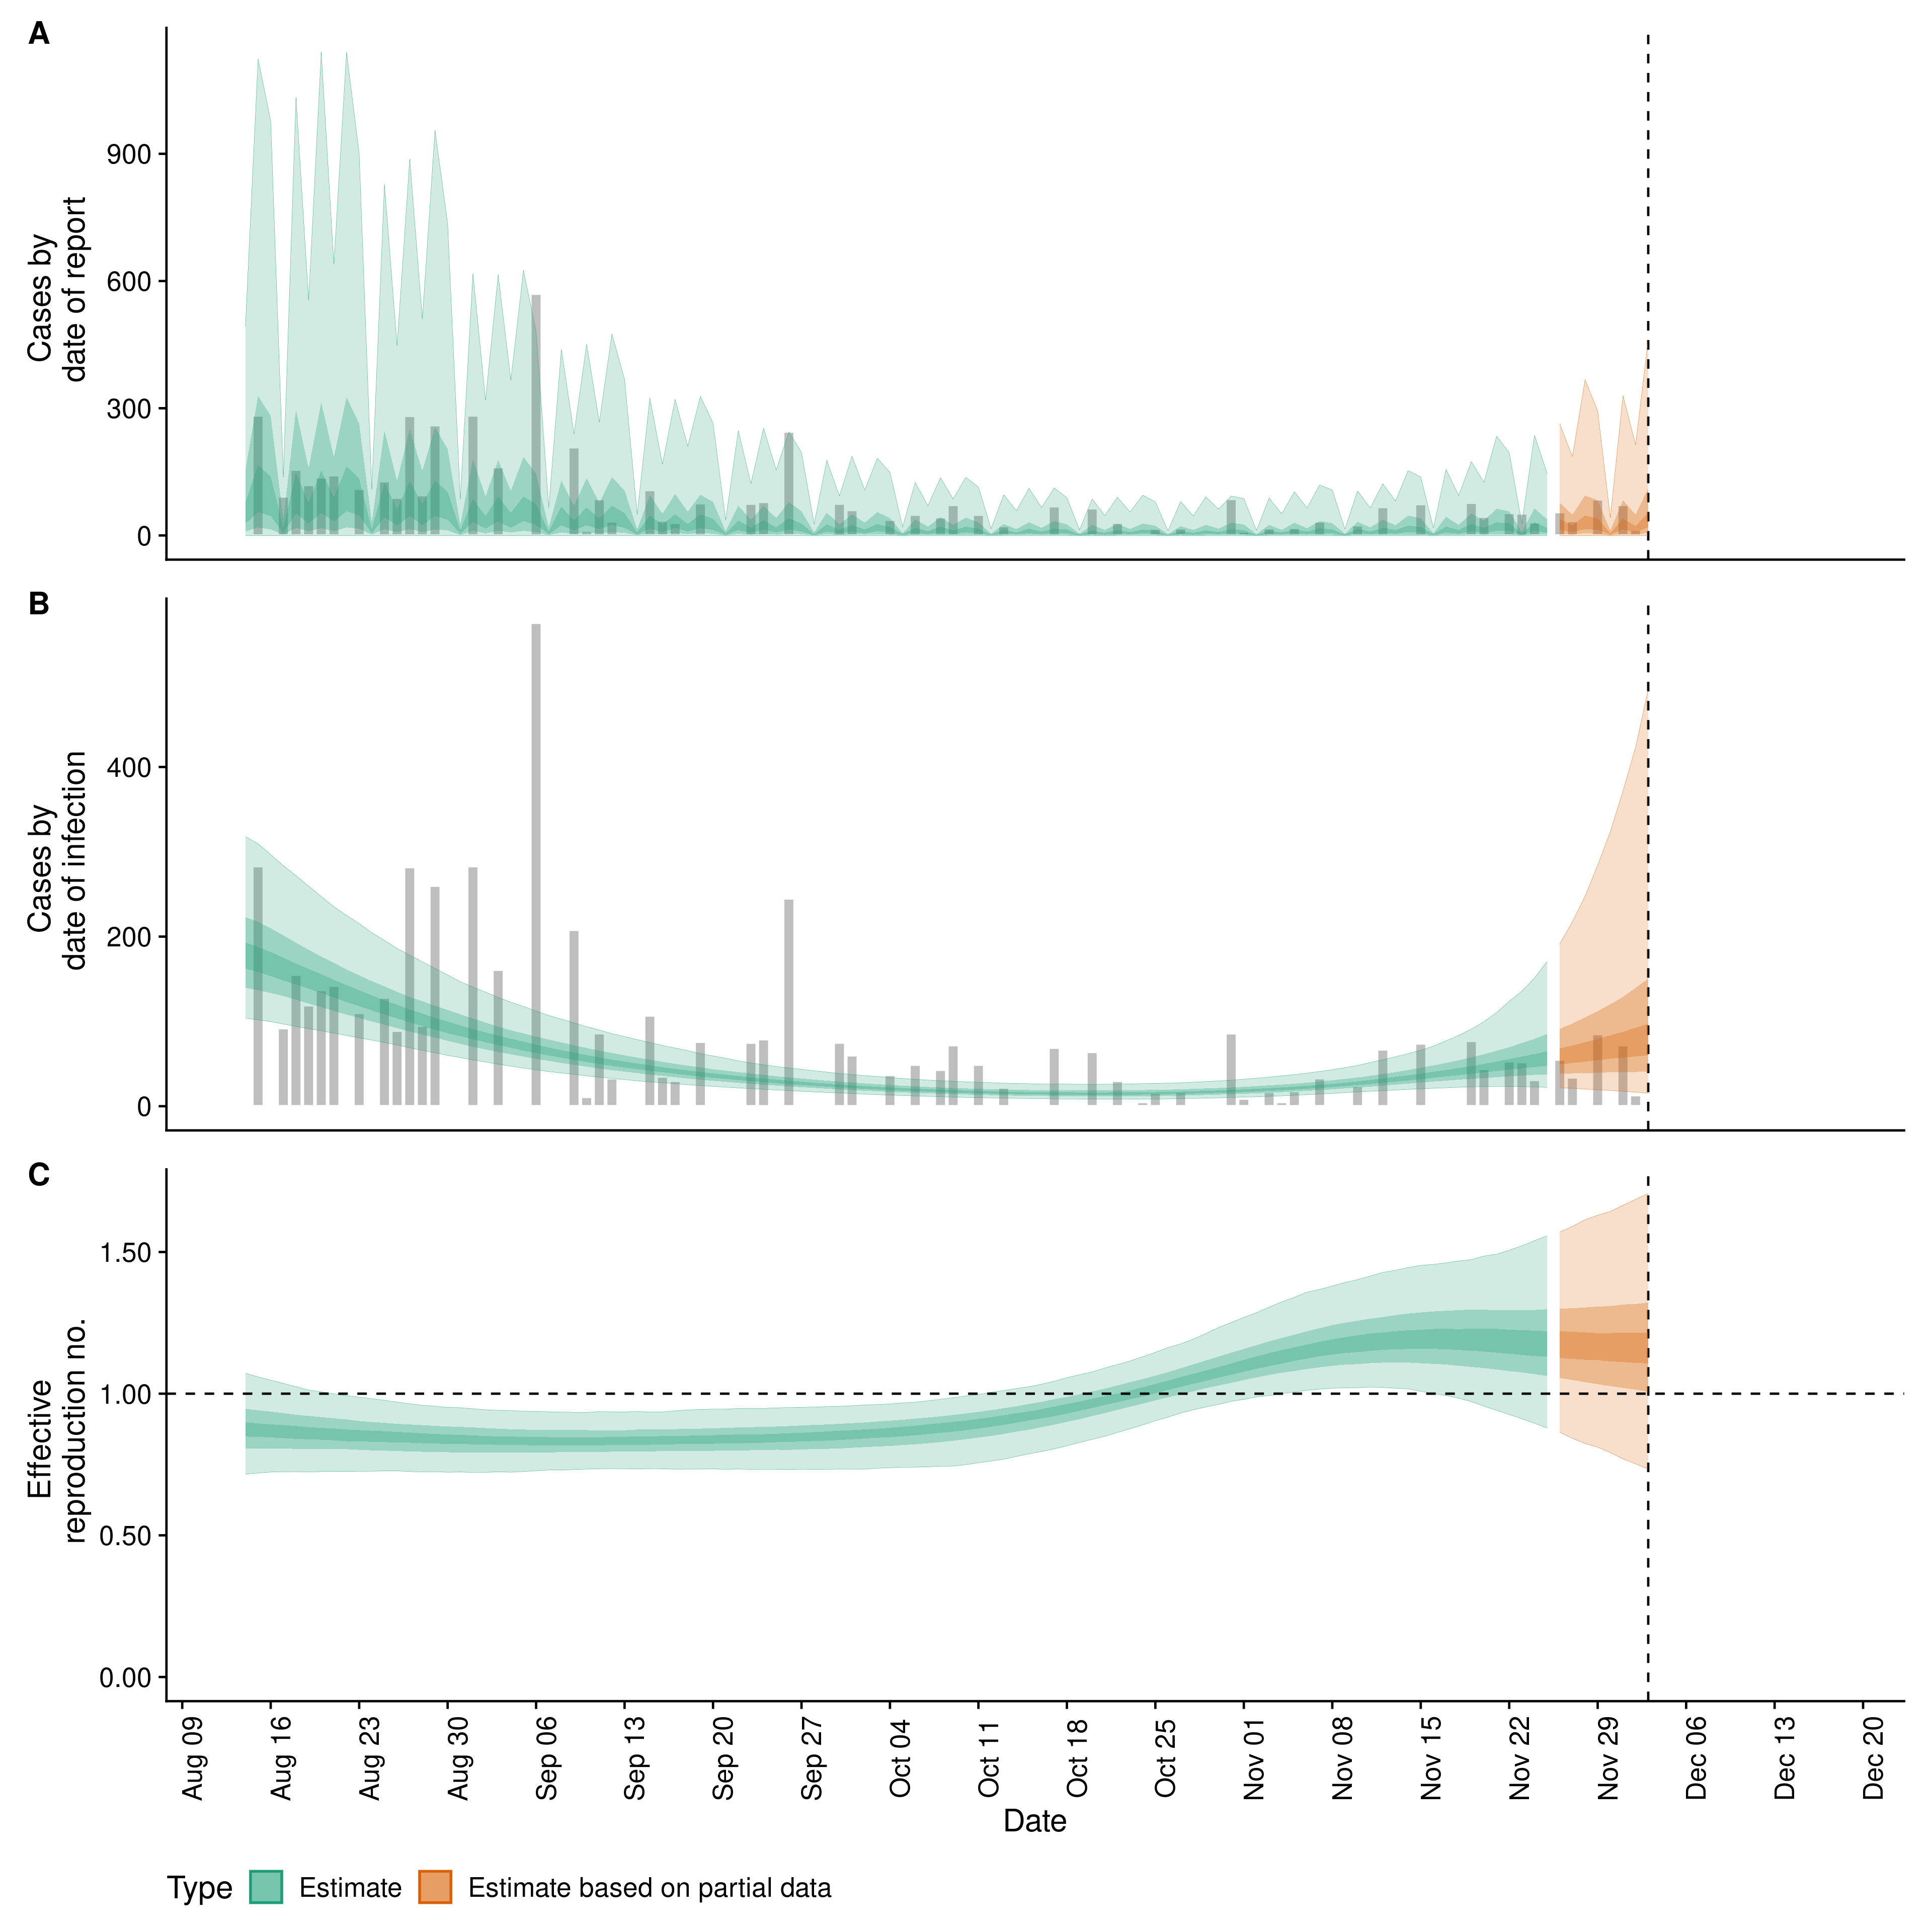 A
Cases by
date of report
900
600
300
0
B
Cases by
date of infection
400
200
0
C
Effective
reproduction no.
1.50
1.00
0.50
0.00
Aug 09
Aug 16
Aug 23
Aug 30
Sep 06
Sep 13
Sep 20
Sep 27
Oct 04
Oct 11
Oct 18
Oct 25
Nov 01
Nov 08
Nov 15
Nov 22
Nov 29
Dec 06
Dec 13
Dec 20
Date
Type Estimate Estimate based on partial data